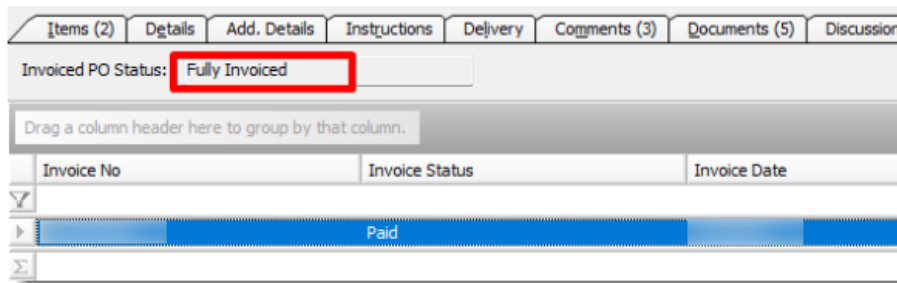 Items (2) Details Add. Details Instructions Delivery Comments (3) Documents (5) Discussion
Invoiced PO Status: Fully Invoiced
Drag a column header here to group by that column.
Invoice No Invoice Status Invoice Date
Paid